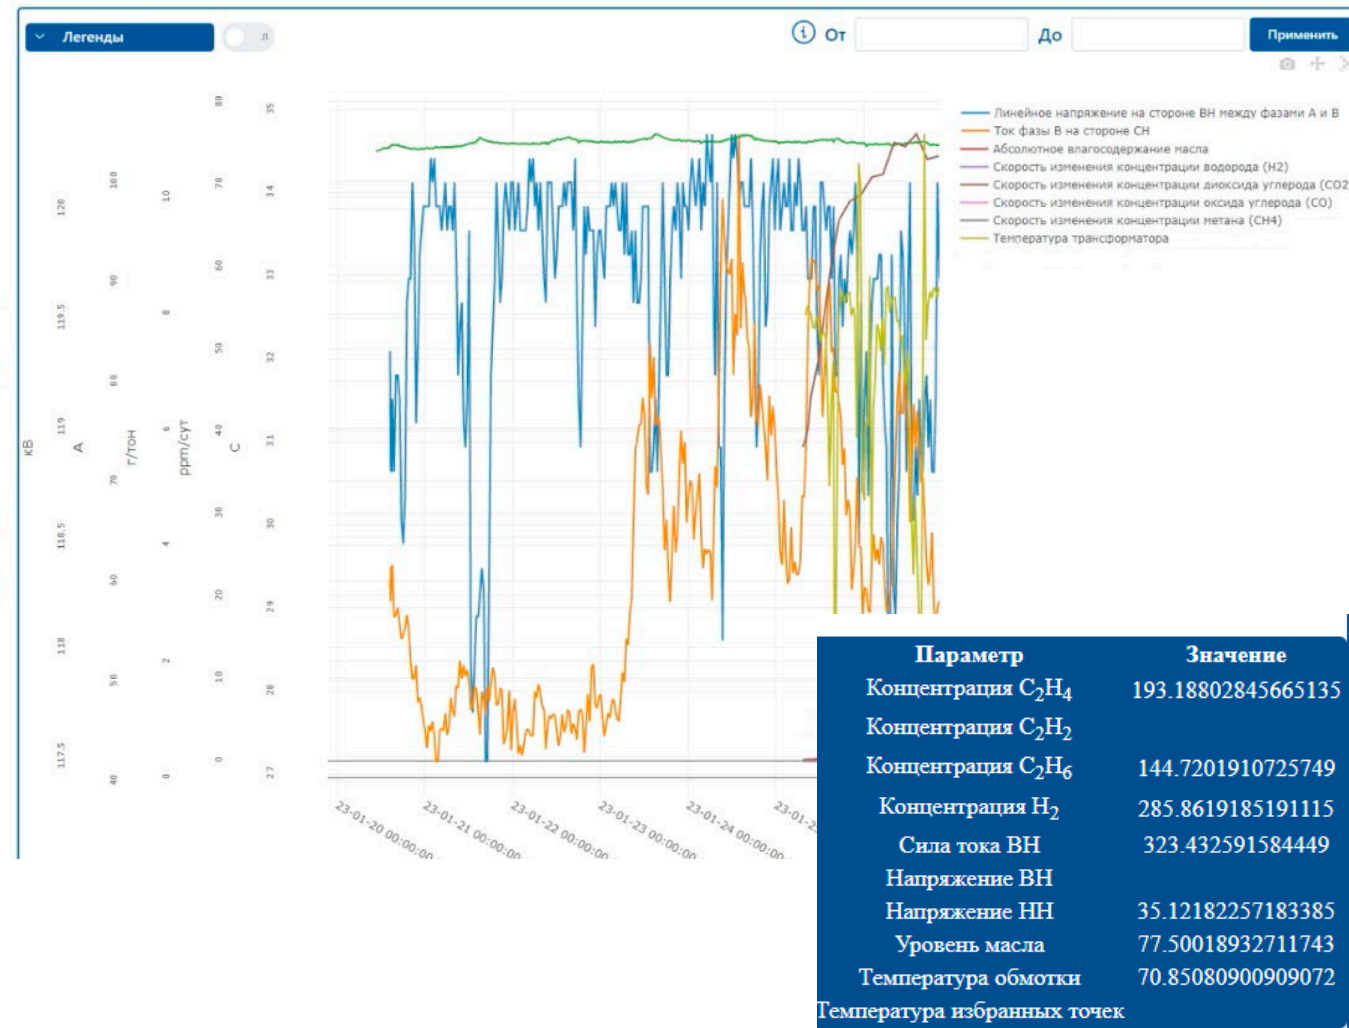 Легенды
л
От
До
Применить
Линейное напряжение на стороне ВН между фазами А и В
Ток фазы В на стороне СН
Абсолютное влагосодержание масла
Скорость изменения концентрации водорода (H2)
Скорость изменения концентрации диоксида углерода (CO2
Скорость изменения концентрации оксида углерода (CO)
Скорость изменения концентрации метана (CH4)
Температура трансформатора
кВ
117.5 118 118.5 119 119.5 120
А
40 50 60 70 80 90 100
г/тон
0 2 4 6 8 10
ppm/сут
0 10 20 30 40 50 60 70 80
С
27 28 29 30 31 32 33 34 35
23-01-20 00:00:00
23-01-21 00:00:00
23-01-22 00:00:00
23-01-23 00:00:00
23-01-24 00:00:00
Параметр Значение
Концентрация C₂H₄ 193.18802845665135
Концентрация C₂H₂
Концентрация C₂H₆ 144.7201910725749
Концентрация H₂ 285.8619185191115
Сила тока ВН 323.432591584449
Напряжение ВН
Напряжение НН 35.12182257183385
Уровень масла 77.50018932711743
Температура обмотки 70.85080900909072
Температура избранных точек